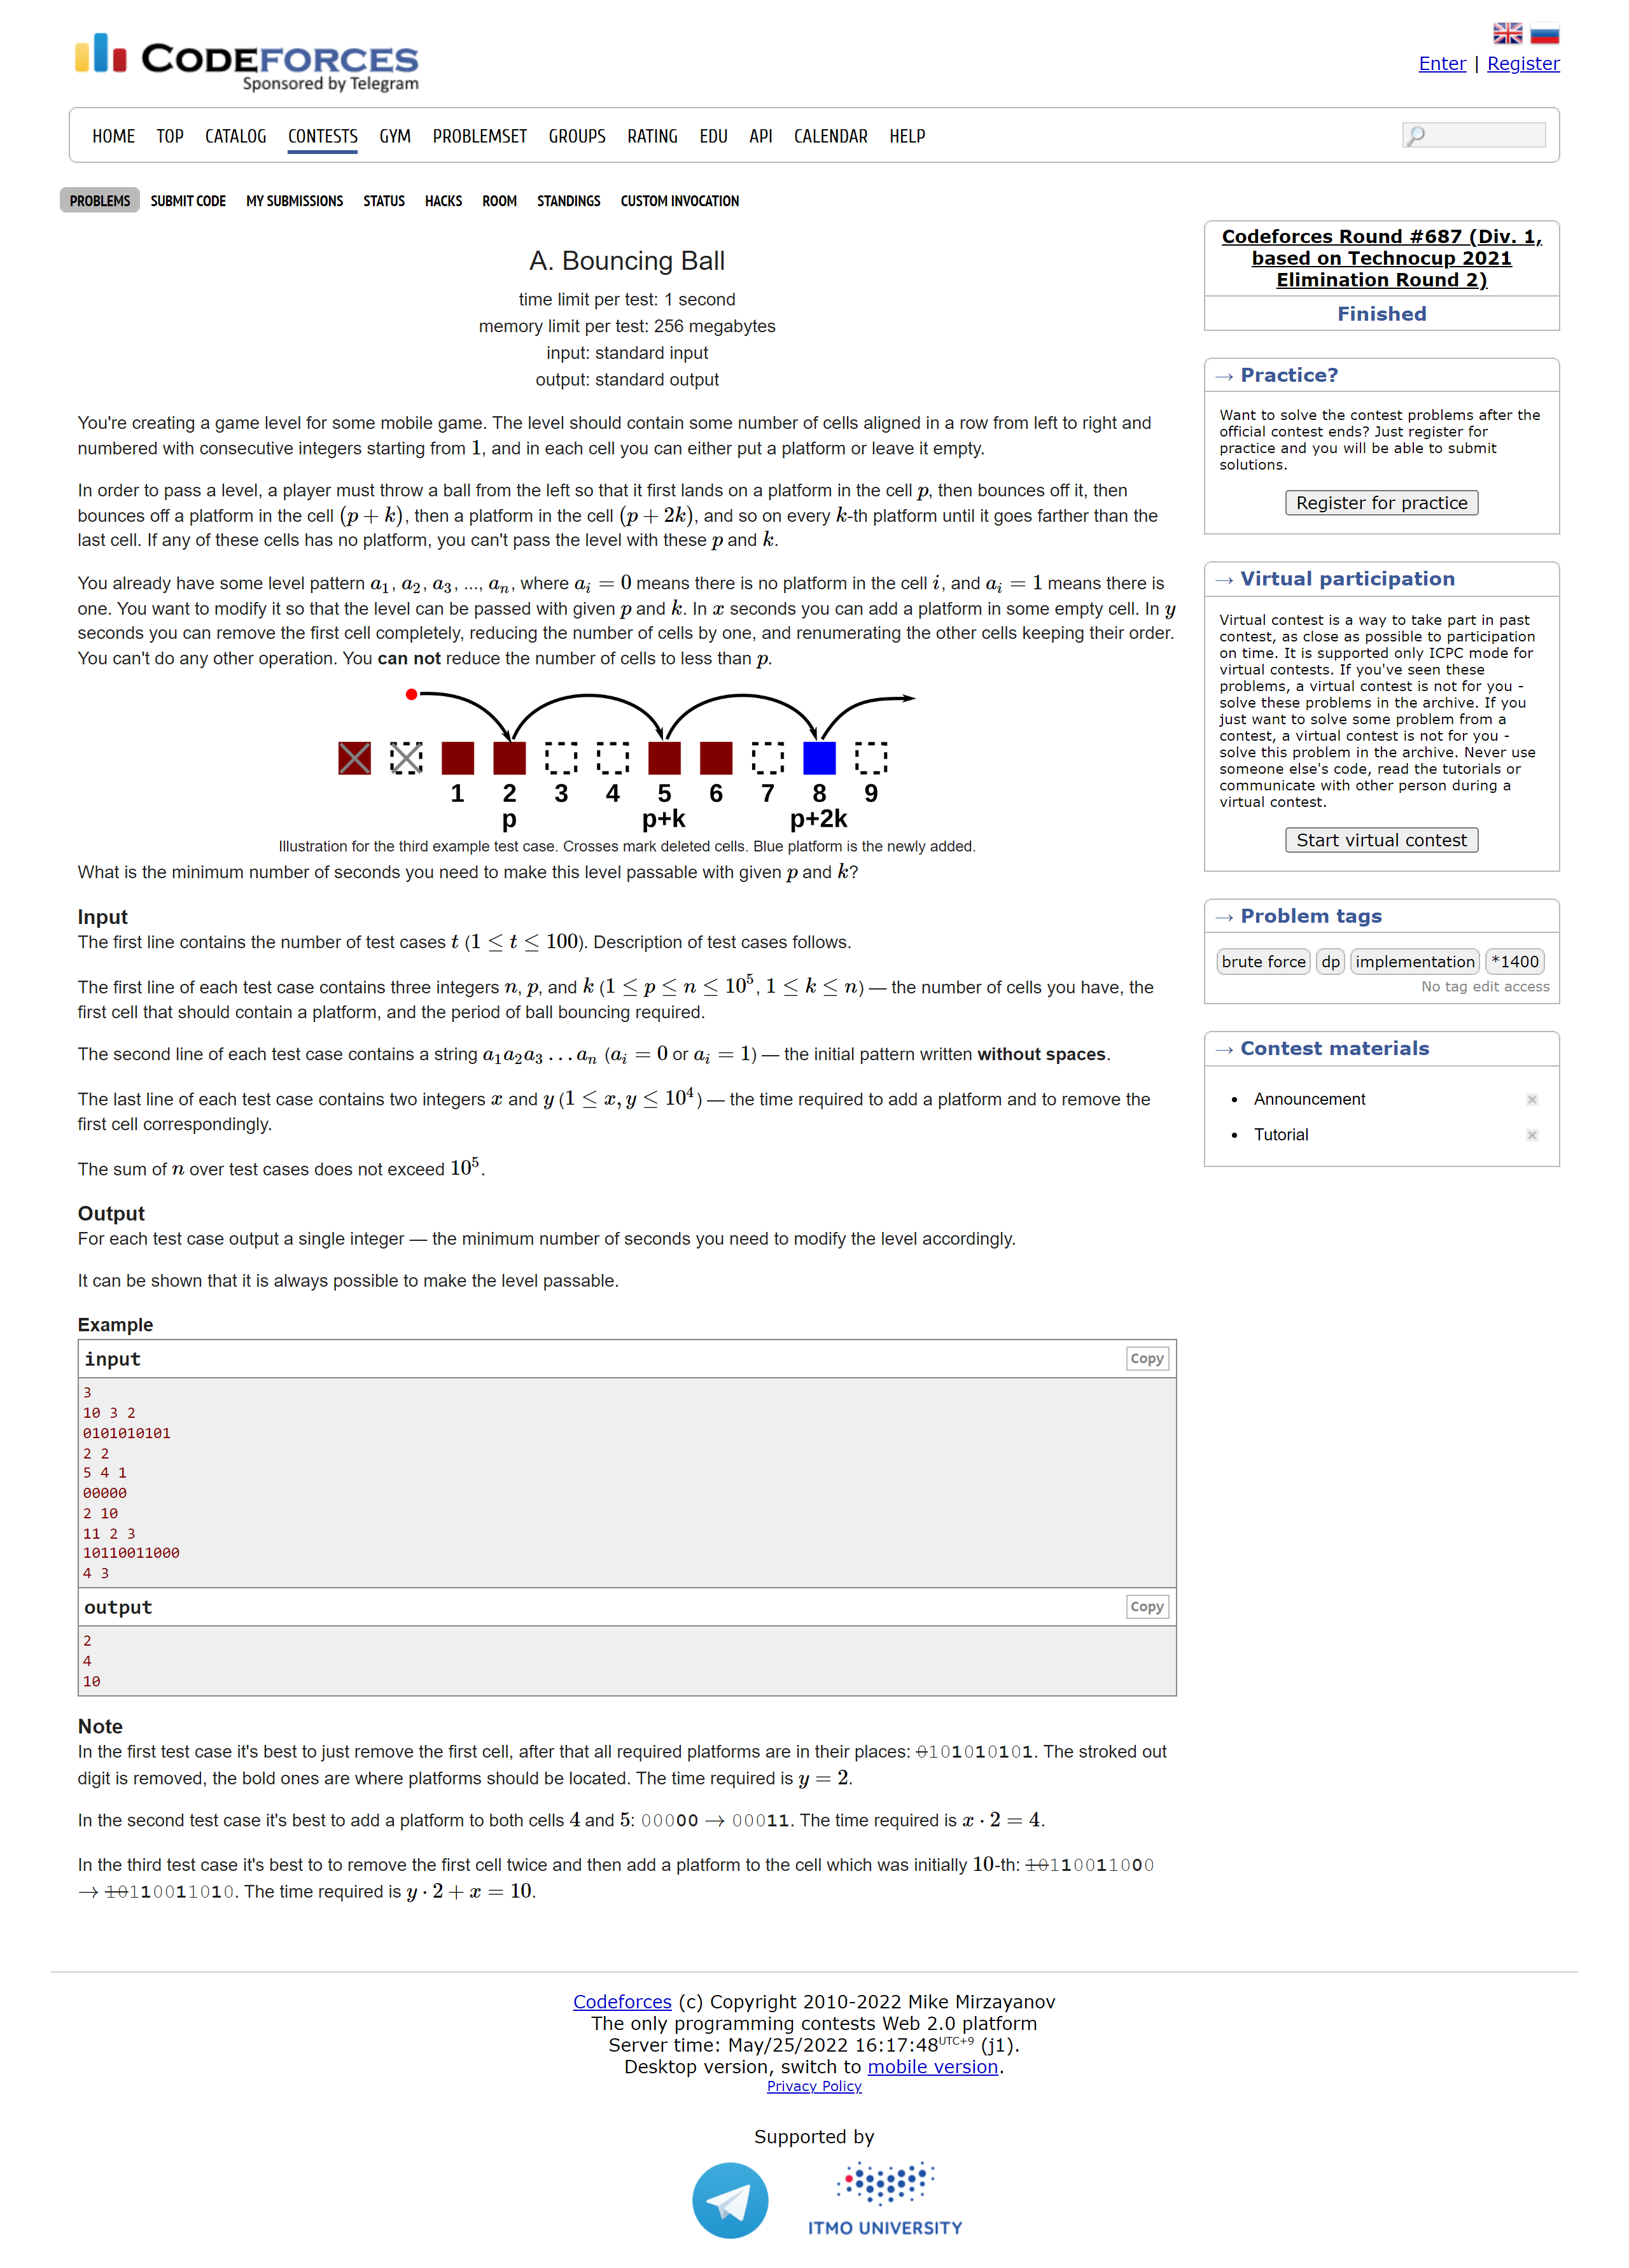 CODEFORCES
Sponsored by Telegram
Enter | Register
HOME TOP CATALOG CONTESTS GYM PROBLEMSET GROUPS RATING EDU API CALENDAR HELP
PROBLEMS SUBMIT CODE MY SUBMISSIONS STATUS HACKS ROOM STANDINGS CUSTOM INVOCATION
A. Bouncing Ball
time limit per test: 1 second
memory limit per test: 256 megabytes
input: standard input
output: standard output
You're creating a game level for some mobile game. The level should contain some number of cells aligned in a row from left to right and
numbered with consecutive integers starting from 1, and in each cell you can either put a platform or leave it empty.
In order to pass a level, a player must throw a ball from the left so that it first lands on a platform in the cell p, then bounces off it, then
bounces off a platform in the cell (p + k), then a platform in the cell (p + 2k), and so on every k-th platform until it goes farther than the
last cell. If any of these cells has no platform, you can't pass the level with these p and k.
You already have some level pattern a₁, a₂, a₃, ..., aₙ, where aᵢ = 0 means there is no platform in the cell i, and aᵢ = 1 means there is
one. You want to modify it so that the level can be passed with given p and k. In x seconds you can add a platform in some empty cell. In y
seconds you can remove the first cell completely, reducing the number of cells by one, and renumerating the other cells keeping their order.
You can't do any other operation. You can not reduce the number of cells to less than p.
1 2 3 4 5 6 7 8 9
p p+k p+2k
Illustration for the third example test case. Crosses mark deleted cells. Blue platform is the newly added.
What is the minimum number of seconds you need to make this level passable with given p and k?
Input
The first line contains the number of test cases t (1 ≤ t ≤ 100). Description of test cases follows.
The first line of each test case contains three integers n, p, and k (1 ≤ p ≤ n ≤ 10⁵, 1 ≤ k ≤ n) — the number of cells you have, the
first cell that should contain a platform, and the period of ball bouncing required.
The second line of each test case contains a string a₁a₂a₃...aₙ (aᵢ = 0 or aᵢ = 1) — the initial pattern written without spaces.
The last line of each test case contains two integers x and y (1 ≤ x, y ≤ 10⁴) — the time required to add a platform and to remove the
first cell correspondingly.
The sum of n over test cases does not exceed 10⁵.
Output
For each test case output a single integer — the minimum number of seconds you need to modify the level accordingly.
It can be shown that it is always possible to make the level passable.
Example
input Copy
3
10 3 2
0101010101
2 2
5 4 1
00000
2 10
11 2 3
10110011000
4 3
output Copy
2
4
10
Note
In the first test case it's best to just remove the first cell, after that all required platforms are in their places: 0101010101. The stroked out
digit is removed, the bold ones are where platforms should be located. The time required is y = 2.
In the second test case it's best to add a platform to both cells 4 and 5: 00000 → 00011. The time required is x · 2 = 4.
In the third test case it's best to to remove the first cell twice and then add a platform to the cell which was initially 10-th: 10110011000
→ 10110011010. The time required is y · 2 + x = 10.
Codeforces Round #687 (Div. 1,
based on Technocup 2021
Elimination Round 2)
Finished
→ Practice?
Want to solve the contest problems after the
official contest ends? Just register for
practice and you will be able to submit
solutions.
Register for practice
→ Virtual participation
Virtual contest is a way to take part in past
contest, as close as possible to participation
on time. It is supported only ICPC mode for
virtual contests. If you've seen these
problems, a virtual contest is not for you -
solve these problems in the archive. If you
just want to solve some problem from a
contest, a virtual contest is not for you -
solve this problem in the archive. Never use
someone else's code, read the tutorials or
communicate with other person during a
virtual contest.
Start virtual contest
→ Problem tags
brute force dp implementation *1400
No tag edit access
→ Contest materials
Announcement
Tutorial
Codeforces (c) Copyright 2010-2022 Mike Mirzayanov
The only programming contests Web 2.0 platform
Server time: May/25/2022 16:17:48 UTC+9 (j1).
Desktop version, switch to mobile version.
Privacy Policy
Supported by
ITMO UNIVERSITY